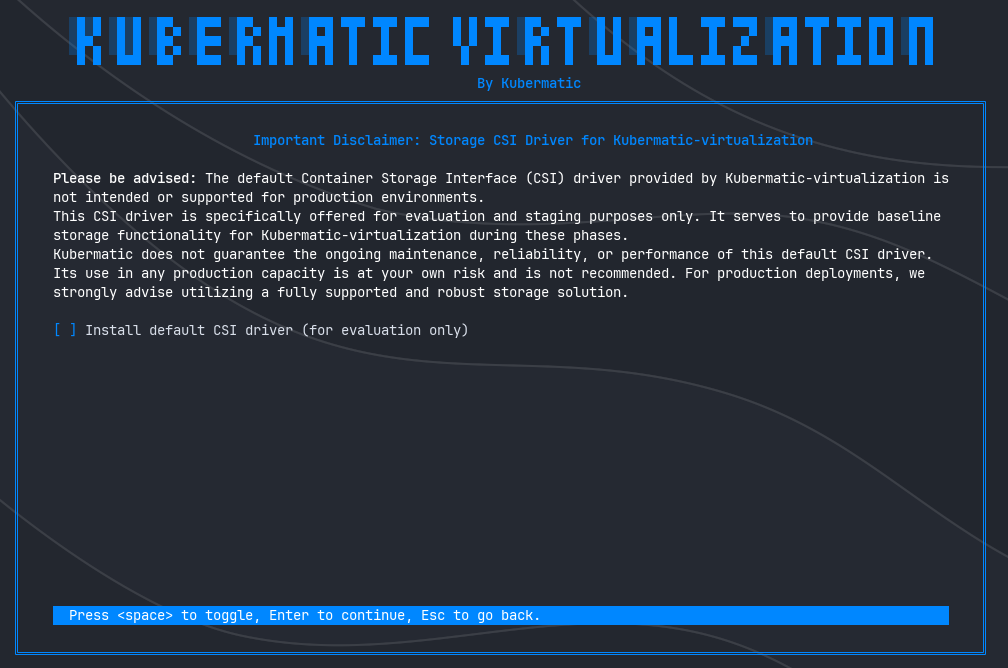 KUBERMATIC VIRTUALIZATION
By Kubermatic
Important Disclaimer: Storage CSI Driver for Kubermatic-virtualization
Please be advised: The default Container Storage Interface (CSI) driver provided by Kubermatic-virtualization is
not intended or supported for production environments.
This CSI driver is specifically offered for evaluation and staging purposes only. It serves to provide baseline
storage functionality for Kubermatic-virtualization during these phases.
Kubermatic does not guarantee the ongoing maintenance, reliability, or performance of this default CSI driver.
Its use in any production capacity is at your own risk and is not recommended. For production deployments, we
strongly advise utilizing a fully supported and robust storage solution.
[ ] Install default CSI driver (for evaluation only)
Press <space> to toggle, Enter to continue, Esc to go back.